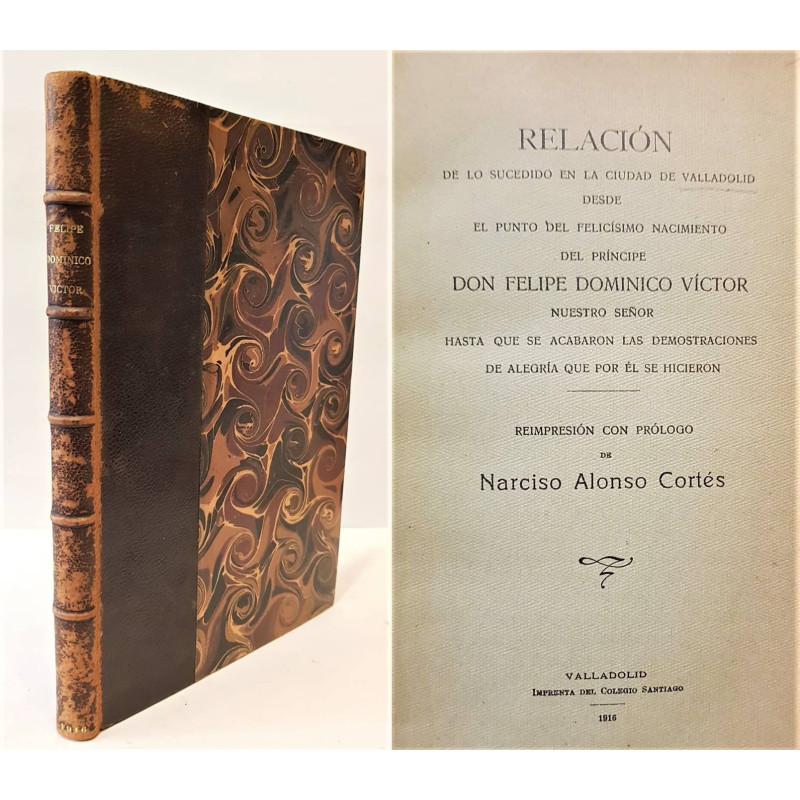 FELIPE
DOMINICO
VICTOR
1916
RELACIÓN
DE LO SUCEDIDO EN LA CIUDAD DE VALLADOLID
DESDE
EL PUNTO DEL FELICÍSIMO NACIMIENTO
DEL PRÍNCIPE
DON FELIPE DOMINICO VÍCTOR
NUESTRO SEÑOR
HASTA QUE SE ACABARON LAS DEMOSTRACIONES
DE ALEGRÍA QUE POR ÉL SE HICIERON
REIMPRESIÓN CON PRÓLOGO
DE
Narciso Alonso Cortés
VALLADOLID
IMPRENTA DEL COLEGIO SANTIAGO
1916